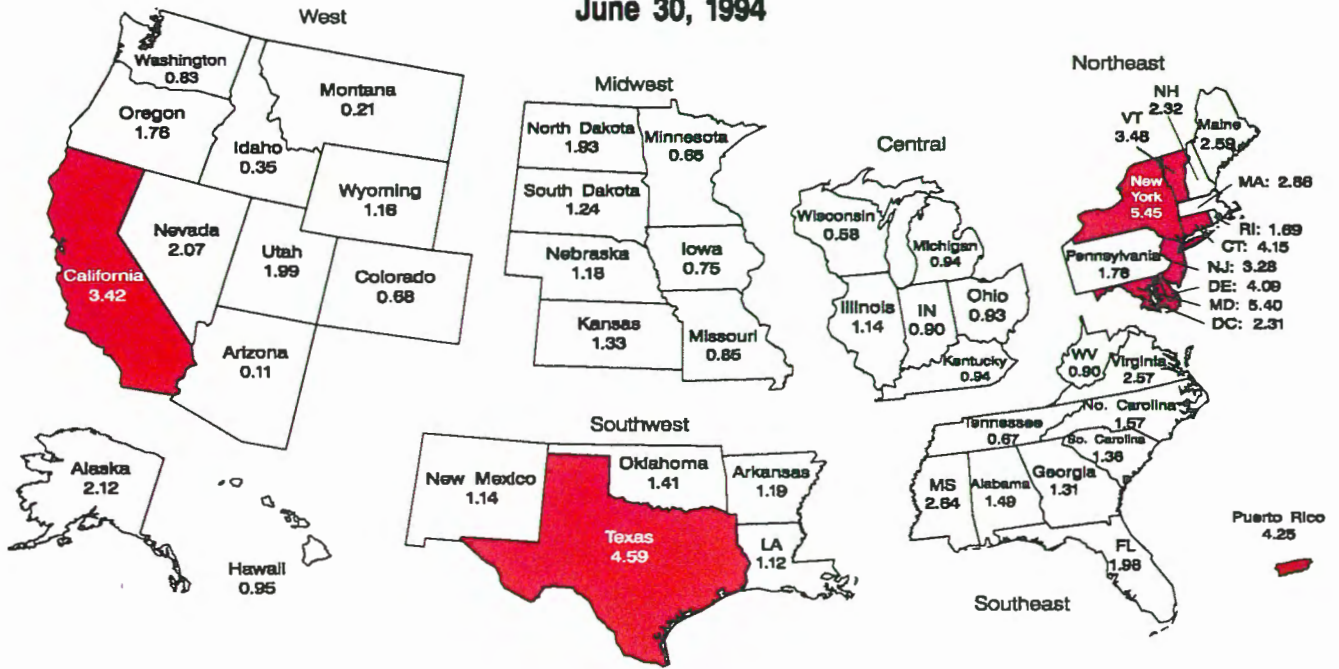 June 30, 1994
West
Washington
0.83
Montana
0.21
Oregon
1.76
Idaho
0.35
Wyoming
1.16
Nevada
2.07
Utah
1.99
Colorado
0.68
California
3.42
Arizona
0.11
Alaska
2.12
Hawaii
0.95
Midwest
North Dakota
1.93
Minnesota
0.65
South Dakota
1.24
Nebraska
1.18
Iowa
0.75
Kansas
1.33
Missouri
0.85
Central
Wisconsin
0.58
Michigan
0.94
Illinois
1.14
IN
0.90
Ohio
0.93
Kentucky
0.94
Northeast
NH
2.32
VT
3.48
Maine
2.59
New
York
5.45
MA: 2.88
RI: 1.69
CT: 4.15
Pennsylvania
1.78
NJ: 3.28
DE: 4.09
MD: 5.40
DC: 2.31
Southwest
New Mexico
1.14
Oklahoma
1.41
Arkansas
1.19
Texas
4.59
LA
1.12
WV
0.90
Virginia
2.57
No. Carolina
1.57
Tennessee
0.67
So. Carolina
1.36
MS
2.64
Alabama
1.49
Georgia
1.31
FL
1.98
Southeast
Puerto Rico
4.25